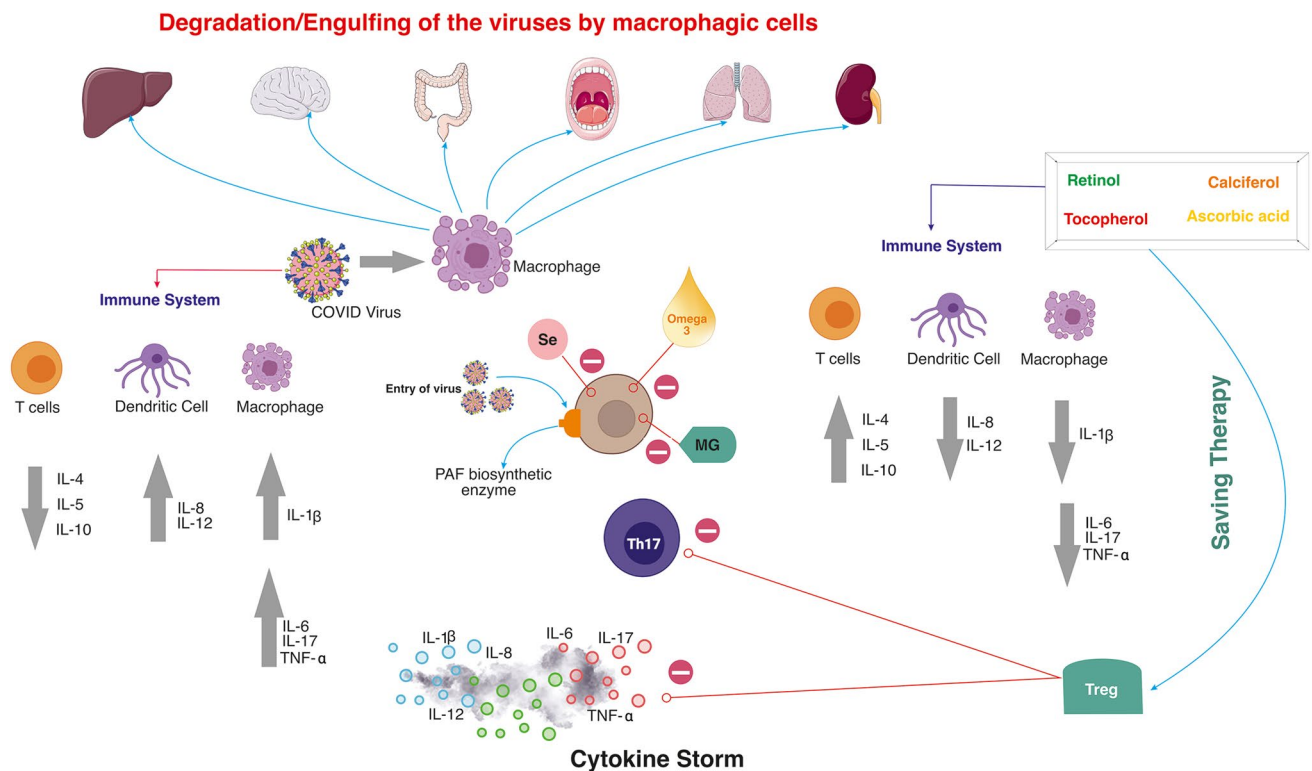 Degradation/Engulfing of the viruses by macrophagic cells
Retinol
Calciferol
Tocopherol
Ascorbic acid
Immune System
Macrophage
Immune System
COVID Virus
T cells
Dendritic Cell
Macrophage
IL-4
IL-5
IL-10
IL-8
IL-12
IL-1β
IL-6
IL-17
TNF-α
Omega
3
Se
Entry of virus
MG
PAF biosynthetic
enzyme
Th17
T cells
Dendritic Cell
Macrophage
IL-4
IL-5
IL-10
IL-8
IL-12
IL-1β
IL-6
IL-17
TNF-α
Saving Therapy
IL-1β
IL-8
IL-6
IL-17
IL-12
TNF-α
Treg
Cytokine Storm